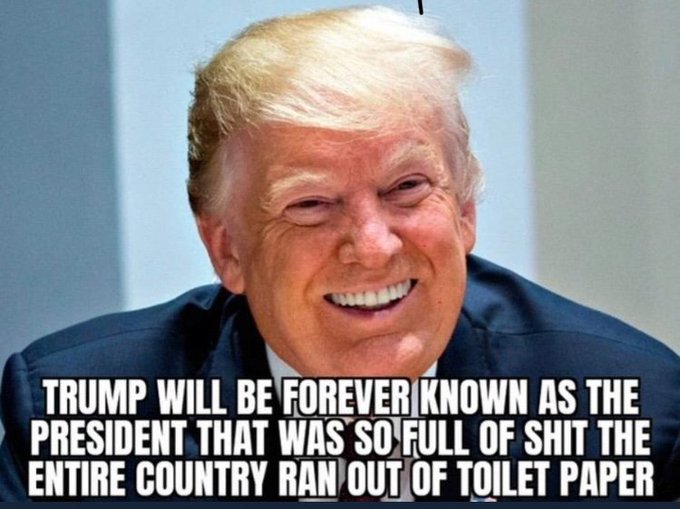 TRUMP WILL BE FOREVER KNOWN AS THE
PRESIDENT THAT WAS SO FULL OF SHIT THE
ENTIRE COUNTRY RAN OUT OF TOILET PAPER